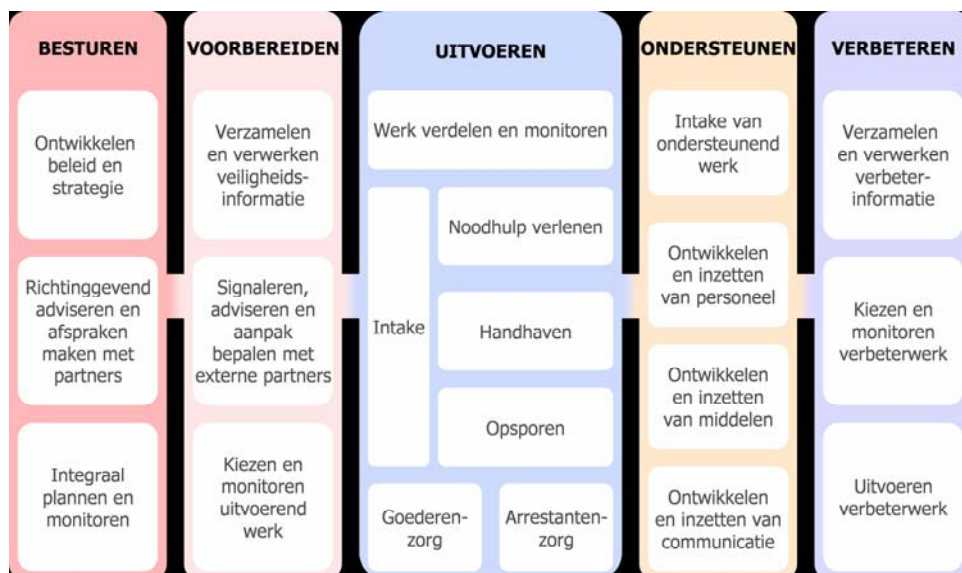 BESTUREN
Ontwikkelen
beleid en
strategie
Richtinggevend
adviseren en
afspraken
maken met
partners
Integraal
plannen en
monitoren
VOORBEREIDEN
Verzamelen
en verwerken
veiligheids-
informatie
Signaleren,
adviseren en
aanpak
bepalen met
externe partners
Kiezen en
monitoren
uitvoerend
werk
UITVOEREN
Werk verdelen en monitoren
Intake
Noodhulp verlenen
Handhaven
Opsporen
Goederen-
zorg
Arrestanten-
zorg
ONDERSTEUNEN
Intake van
ondersteunend
werk
Ontwikkelen
en inzetten
van personeel
Ontwikkelen
en inzetten
van middelen
Ontwikkelen
en inzetten van
communicatie
VERBETEREN
Verzamelen
en verwerken
verbeter-
informatie
Kiezen en
monitoren
verbeterwerk
Uitvoeren
verbeterwerk